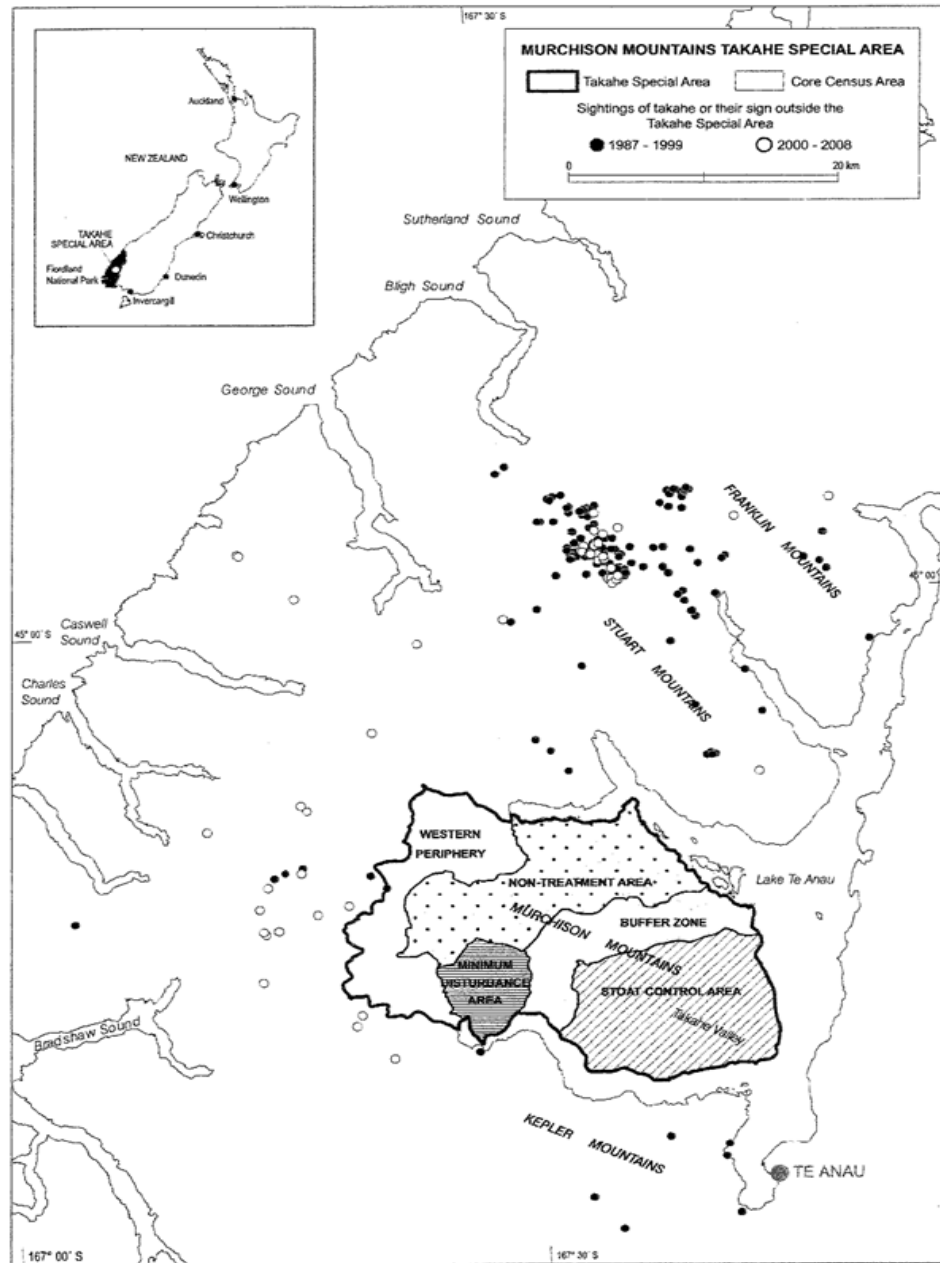 167° 30' S
MURCHISON MOUNTAINS TAKAHE SPECIAL AREA
Takahe Special Area
Core Census Area
Sightings of takahe or their sign outside the
Takahe Special Area
1987 - 1999
2000 - 2008
0
20 km
Auckland
NEW ZEALAND
Wellington
Christchurch
TAKAHE
SPECIAL AREA
Fiordland
National Park
Dunedin
Invercargill
Sutherland Sound
Bligh Sound
George Sound
FRANKLIN MOUNTAINS
45° 00'
Caswell
Sound
45° 00' S
STUART MOUNTAINS
Charles
Sound
WESTERN
PERIPHERY
NON-TREATMENT AREA
Lake Te Anau
MURCHISON MOUNTAINS
BUFFER ZONE
MINIMUM
DISTURBANCE
AREA
STOAT CONTROL AREA
Takahe Valley
Bradshaw Sound
KEPLER MOUNTAINS
TE ANAU
167° 00' S
167° 30' S